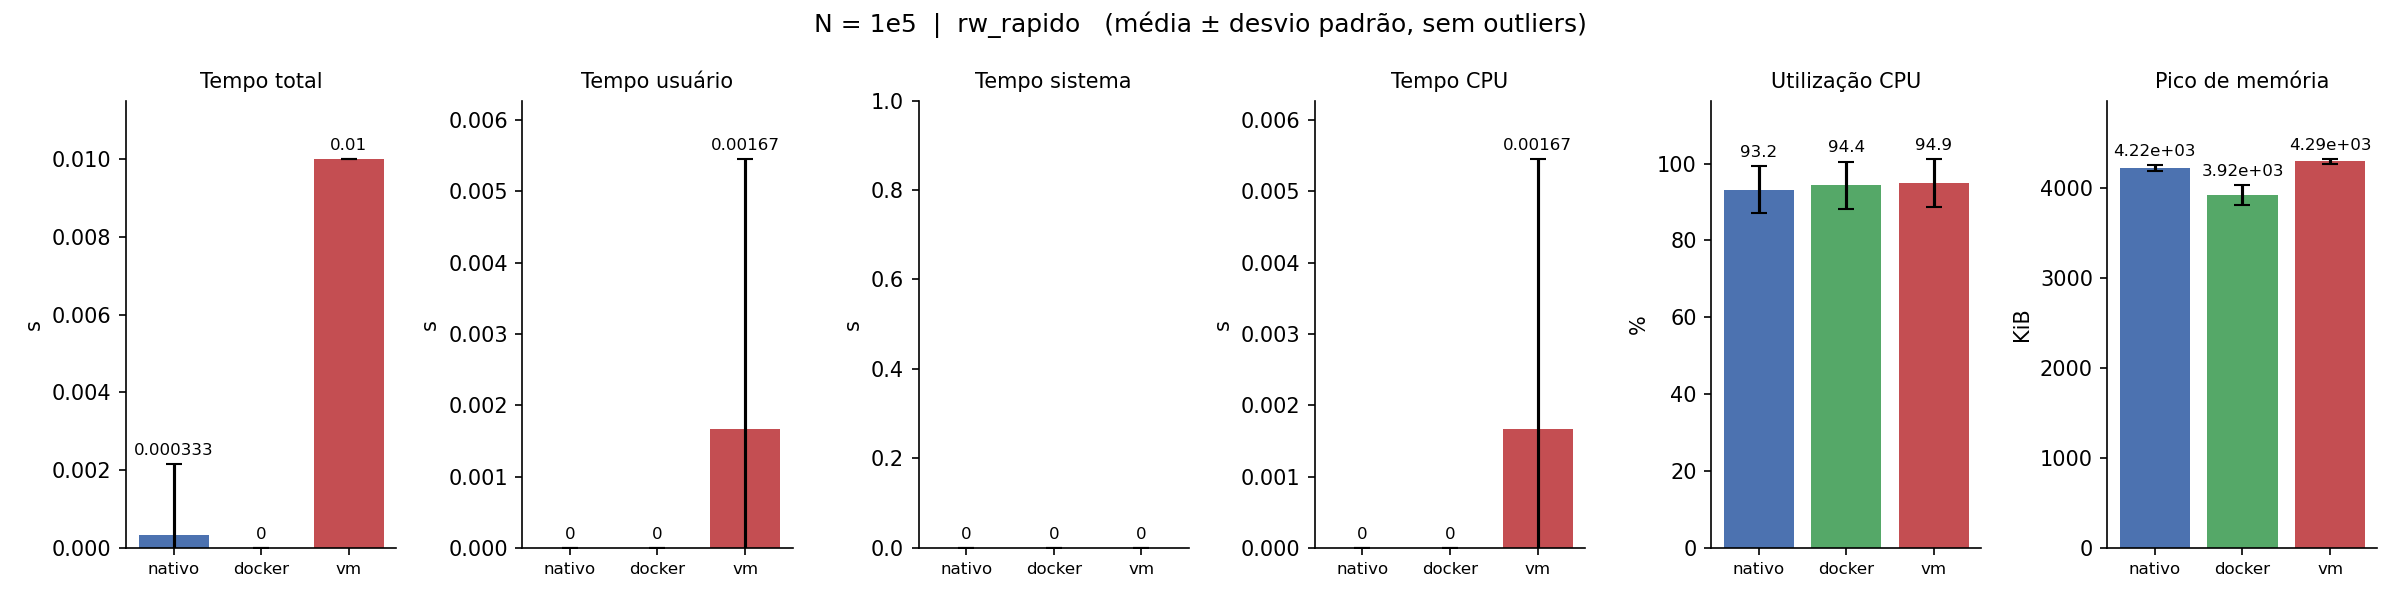 N = 1e5  |  rw_rapido   (média ± desvio padrão, sem outliers)
Tempo total
0.010
0.008
0.006
0.004
0.002
0.000
s
0.000333
0
0.01
nativo
docker
vm
Tempo usuário
0.006
0.005
0.004
0.003
0.002
0.001
0.000
s
0
0
0.00167
nativo
docker
vm
Tempo sistema
1.0
0.8
0.6
0.4
0.2
0.0
s
0
0
0
nativo
docker
vm
Tempo CPU
0.006
0.005
0.004
0.003
0.002
0.001
0.000
s
0
0
0.00167
nativo
docker
vm
Utilização CPU
100
80
60
40
20
0
%
93.2
94.4
94.9
nativo
docker
vm
Pico de memória
4000
3000
2000
1000
0
KiB
4.22e+03
3.92e+03
4.29e+03
nativo
docker
vm